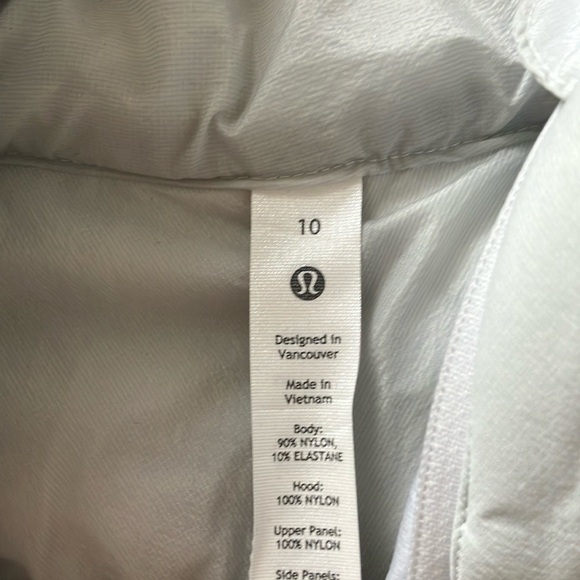 10
Designed in
Vancouver
Made in
Vietnam
Body:
90% NYLON,
10% ELASTANE
Hood:
100% NYLON
Upper Panel:
100% NYLON
Side Panels: